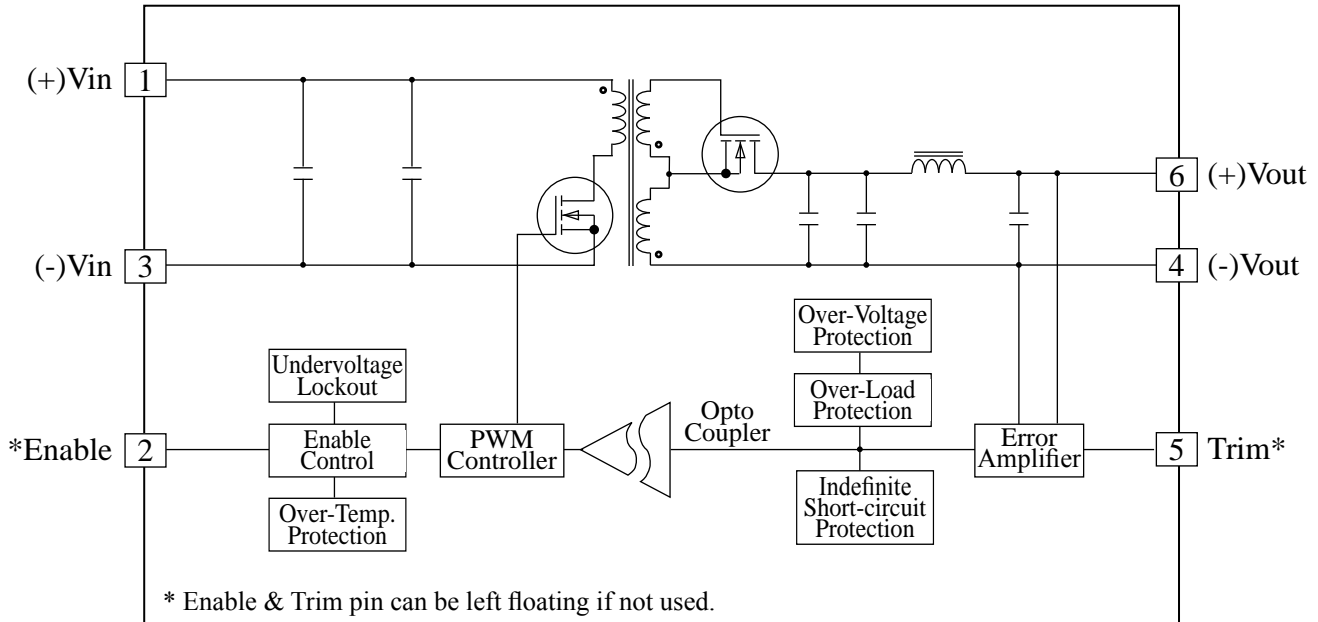 (+)Vin 1
(-)Vin 3
6 (+)Vout
4 (-)Vout
Over-Voltage
Protection
Undervoltage
Lockout
Over-Load
Protection
Opto
Coupler
*Enable 2
Enable
Control
PWM
Controller
Error
Amplifier
5 Trim*
Over-Temp.
Protection
Indefinite
Short-circuit
Protection
* Enable & Trim pin can be left floating if not used.